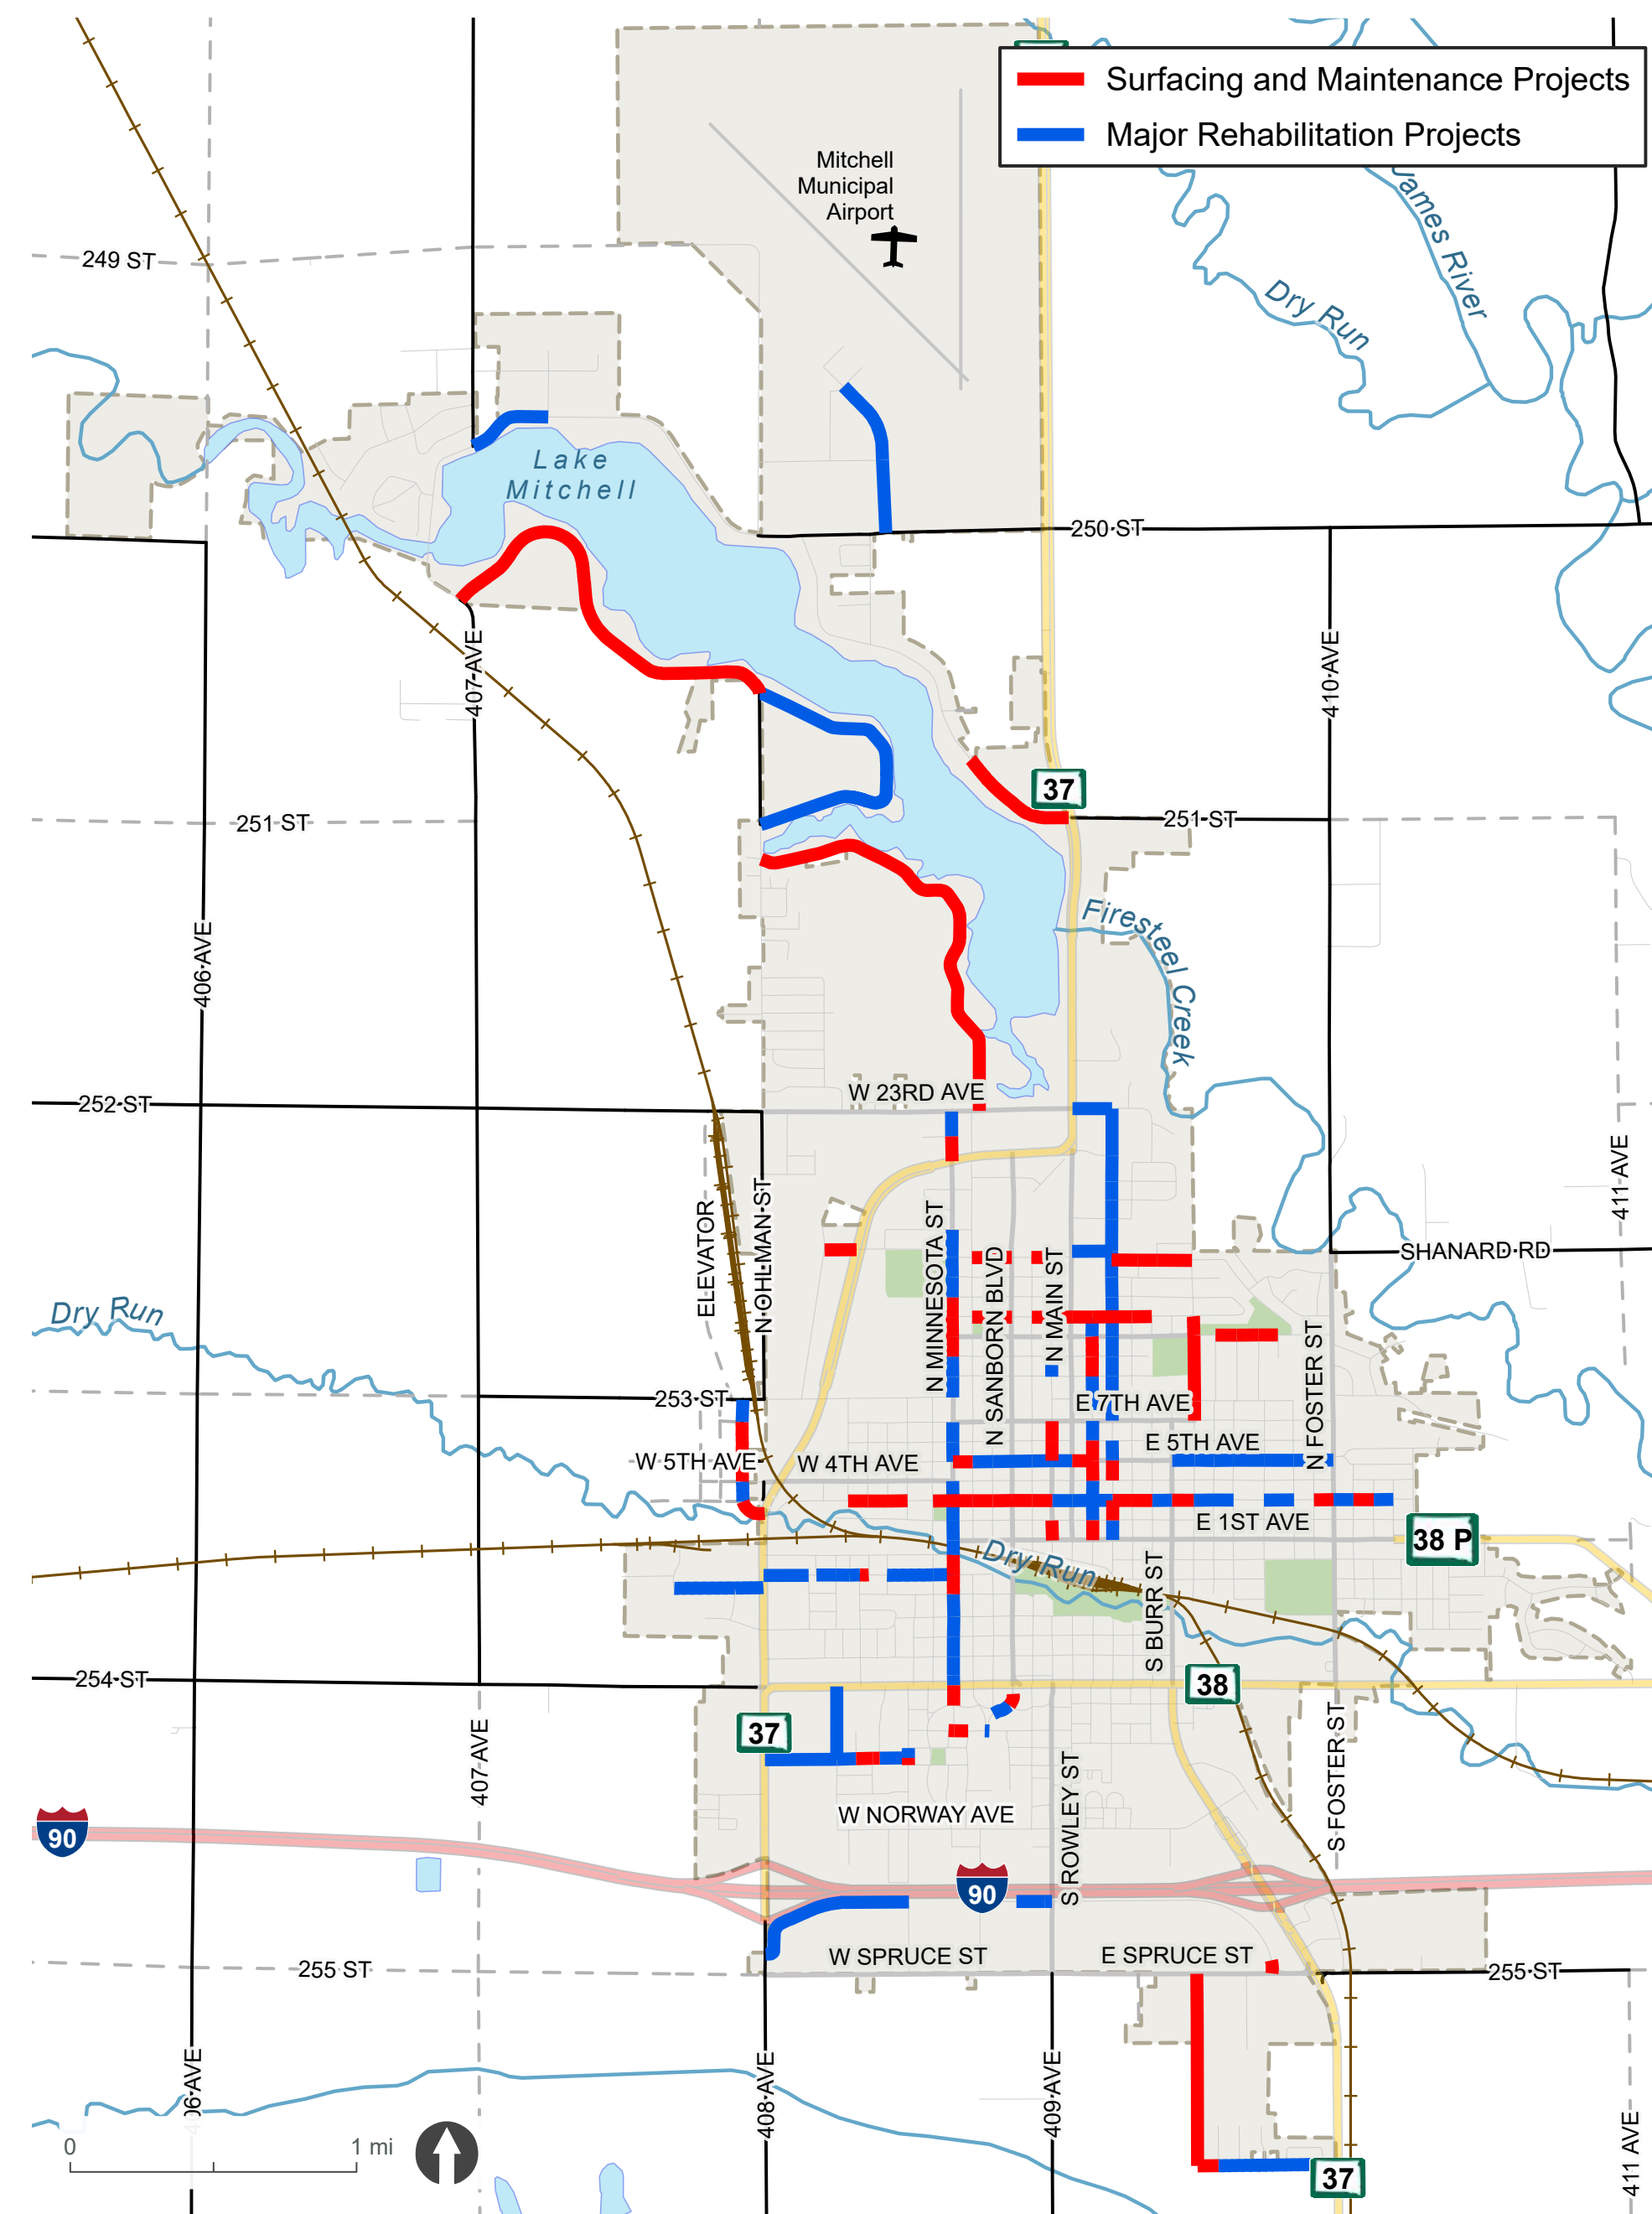 Surfacing and Maintenance Projects
Major Rehabilitation Projects
Mitchell
Municipal
Airport
James River
249 ST
Dry Run
Lake
Mitchell
250 ST
407 AVE
410 AVE
37
251 ST
251 ST
Firesteel Creek
406 AVE
W 23RD AVE
252 ST
411 AVE
ELEVATOR
N OHLMAN ST
N MINNESOTA ST
N SANBORN BLVD
N MAIN ST
SHANARD RD
Dry Run
N FOSTER ST
253 ST
E 7TH AVE
E 5TH AVE
W 5TH AVE
W 4TH AVE
E 1ST AVE
38 P
Dry Run
S BURR ST
254 ST
38
37
407 AVE
S FOSTER ST
S ROWLEY ST
W NORWAY AVE
90
90
W SPRUCE ST
E SPRUCE ST
255 ST
255 ST
408 AVE
409 AVE
411 AVE
0
1 mi
37